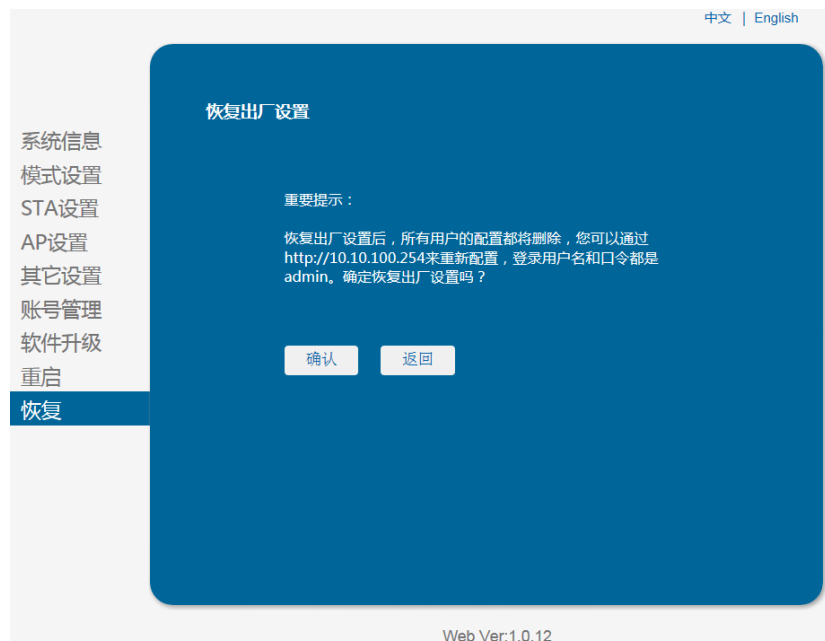 中文 | English
恢复出厂设置
系统信息
模式设置
STA设置
AP设置
其它设置
账号管理
软件升级
重启
恢复
重要提示：
恢复出厂设置后，所有用户的配置都将删除，您可以通过
http://10.10.100.254来重新配置，登录用户名和口令都是
admin。确定恢复出厂设置吗？
确认 返回
Web Ver:1.0.12